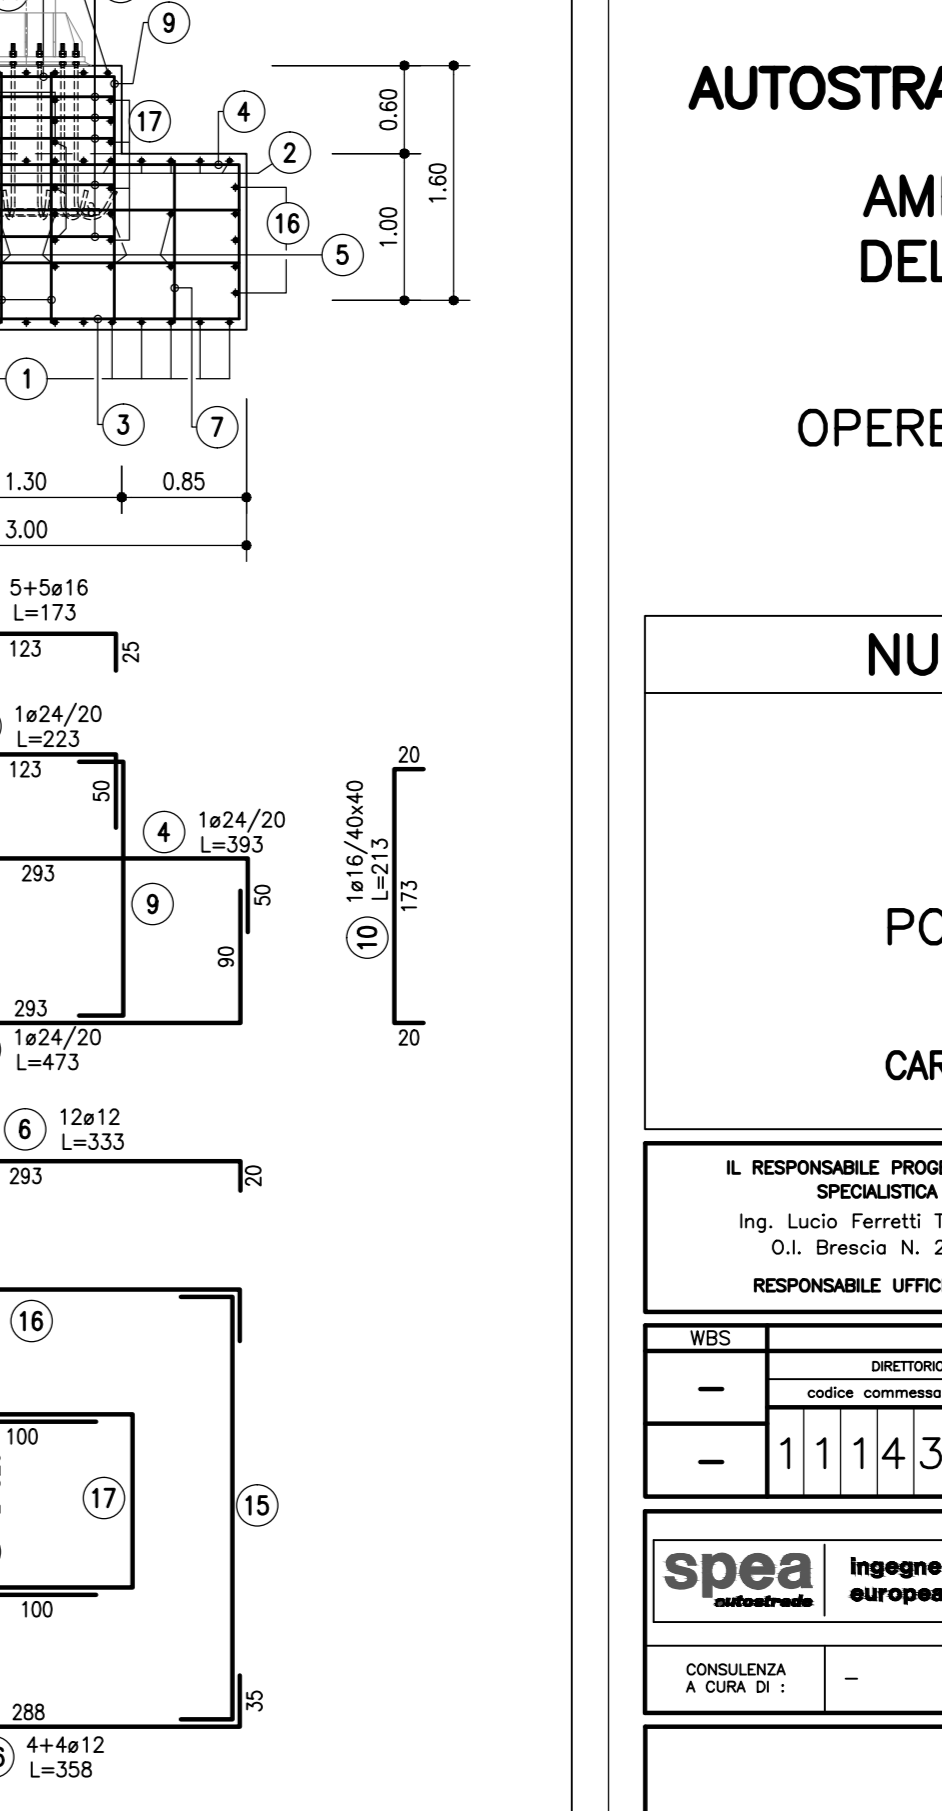 9
17
4
2
16
5
1
3
7
0.60
1.00
1.60
1.30
0.85
3.00
5+5ø16
L=173
123
25
1ø24/20
L=223
123
50
4
1ø24/20
L=393
293
50
9
90
293
1ø24/20
L=473
20
1ø16/40x40
L=213
173
10
20
6
12ø12
L=333
293
20
16
100
17
15
100
288
35
4+4ø12
L=358
AUTOSTRA
AM
DEL
OPERE
NU
PO
CAR
IL RESPONSABILE PROGE
SPECIALISTICA
Ing. Lucio Ferretti T
O.I. Brescia N. 2
RESPONSABILE UFFIC
WBS
DIRETTORIO
codice commessa
–
–
1 1 1 4 3
spea
autostrade
ingegne
europea
CONSULENZA
A CURA DI :
–